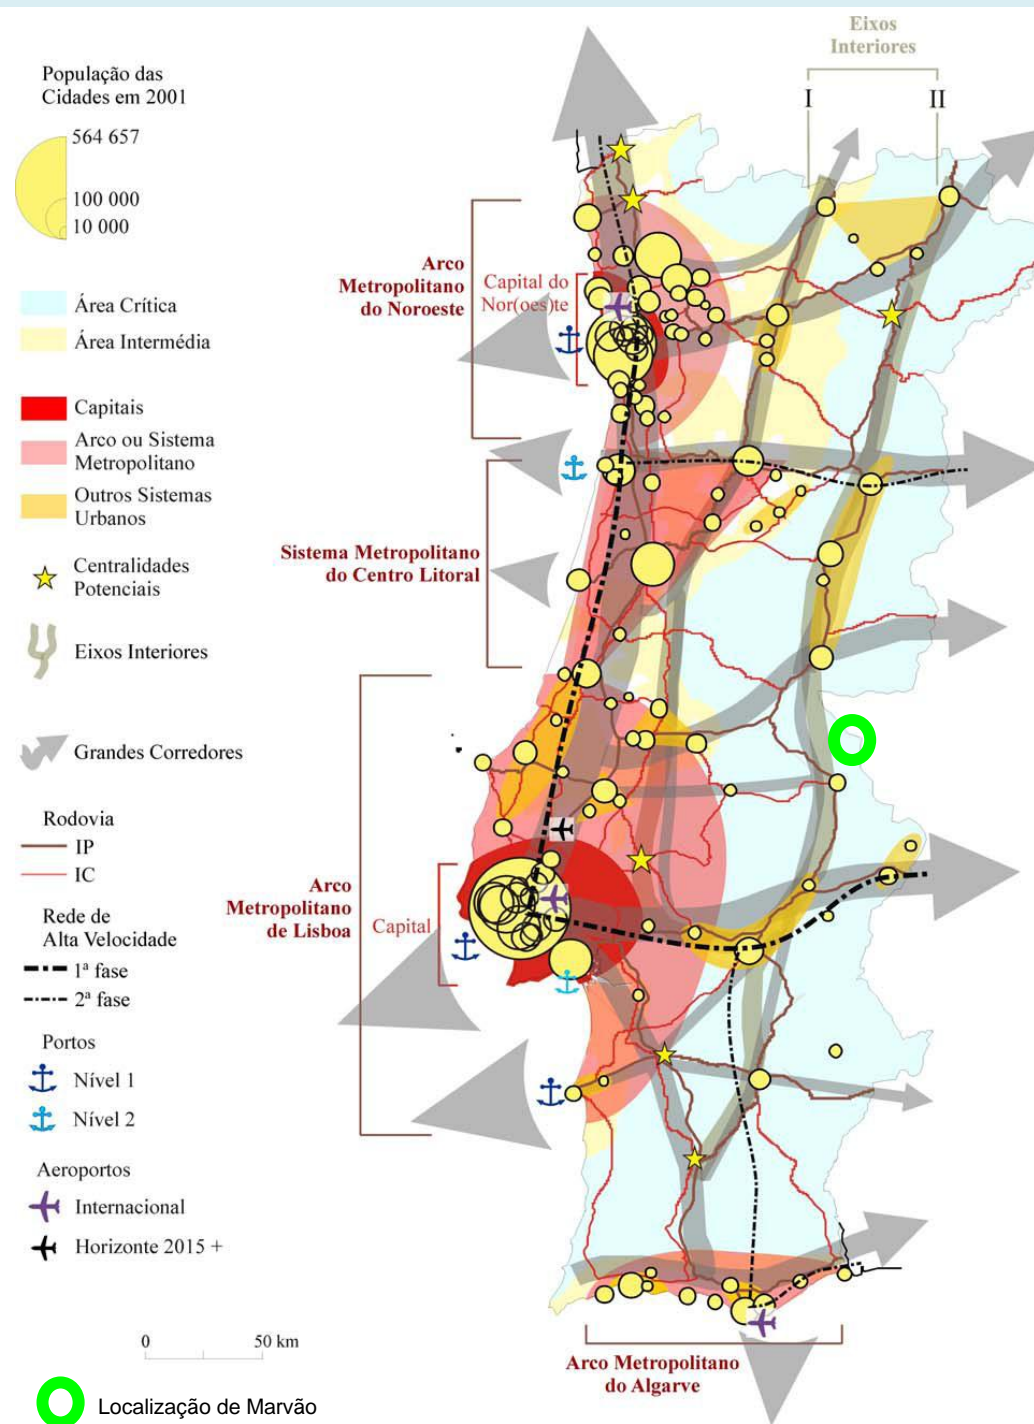 Eixos
Interiores
I
II
População das
Cidades em 2001
564 657
100 000
10 000
Área Crítica
Área Intermédia
Capitais
Arco ou Sistema
Metropolitano
Outros Sistemas
Urbanos
Centralidades
Potenciais
Eixos Interiores
Grandes Corredores
Rodovia
IP
IC
Rede de
Alta Velocidade
1ª fase
2ª fase
Portos
Nível 1
Nível 2
Aeroportos
Internacional
Horizonte 2015 +
0
50 km
Localização de Marvão
Arco
Metropolitano
do Noroeste
Capital do
Nor(oes)te
Sistema Metropolitano
do Centro Litoral
Arco
Metropolitano
de Lisboa
Capital
Arco Metropolitano
do Algarve